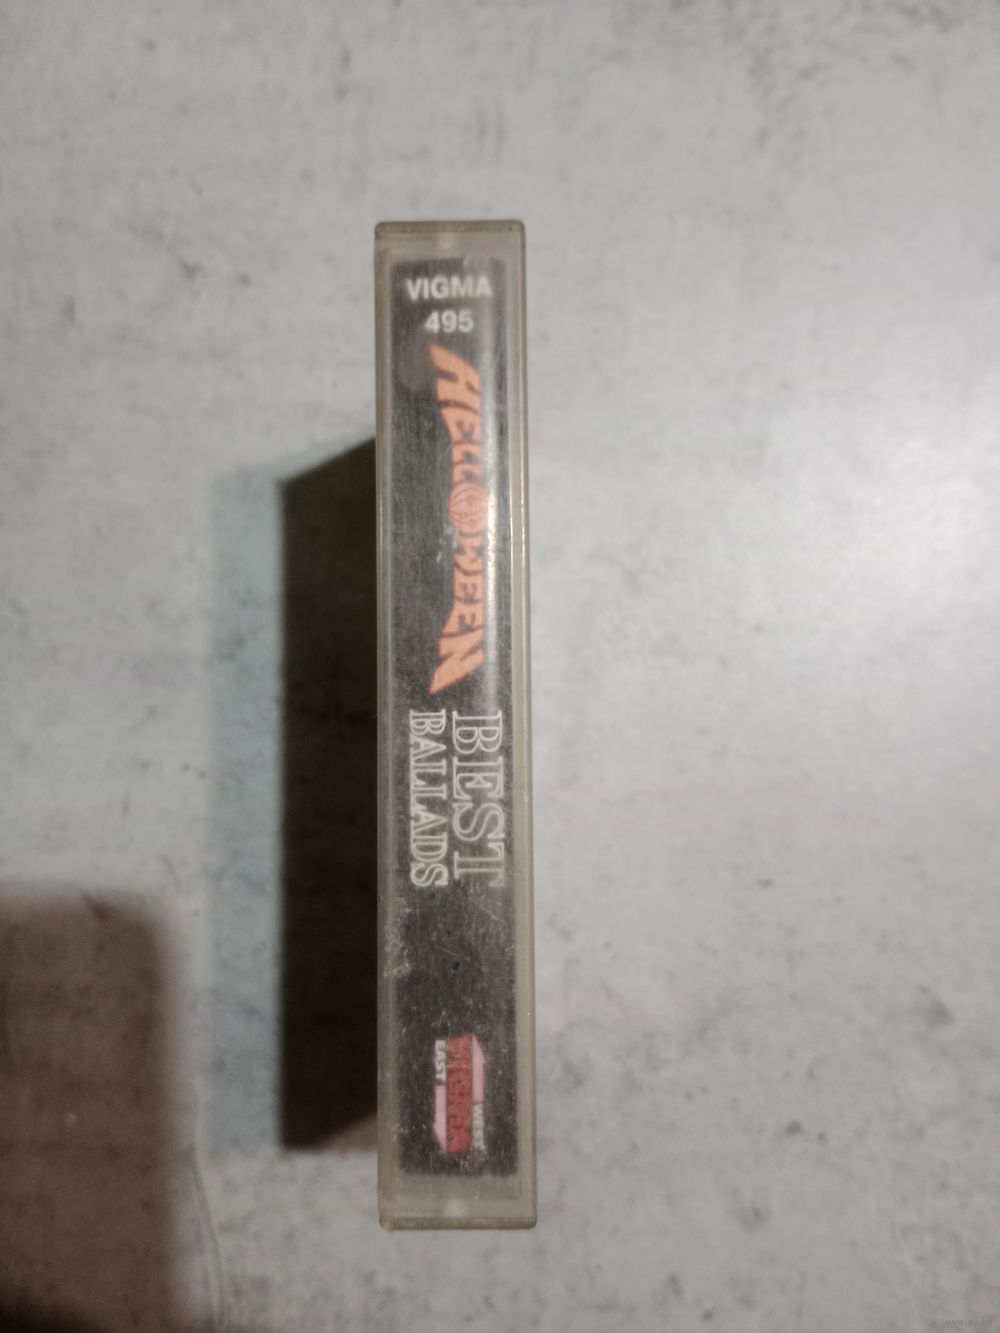 VIGMA
495
HELLOWEEN
BEST
BALLADS
WEST
VIGMA
EAST